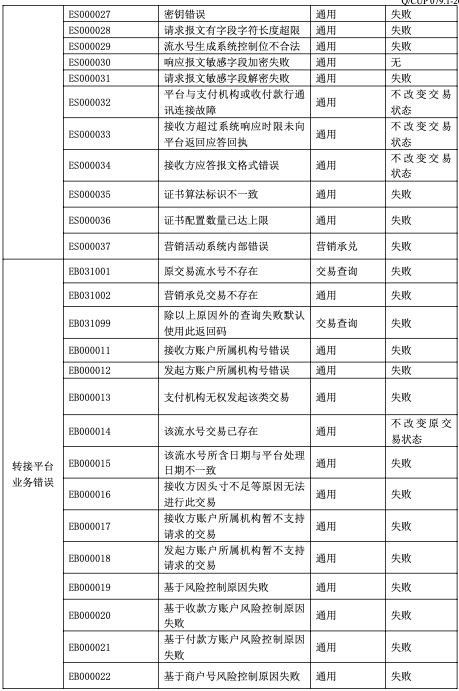 Q/CUP 079.1-20
ES000027 密钥错误 通用 失败
ES000028 请求报文有字段字符长度超限 通用 失败
ES000029 流水号生成系统控制位不合法 通用 失败
ES000030 响应报文敏感字段加密失败 通用 无
ES000031 请求报文敏感字段解密失败 通用 失败
ES000032 平台与支付机构或收付款行通
讯连接故障 通用 不改变交易
状态
ES000033 接收方超过系统响应时限未向
平台返回应答回执 通用 不改变交易
状态
ES000034 接收方应答报文格式错误 通用 不改变交易
状态
ES000035 证书算法标识不一致 通用 失败
ES000036 证书配置数量已达上限 通用 失败
ES000037 营销活动系统内部错误 营销承兑 失败
转接平台
业务错误
EB031001 原交易流水号不存在 交易查询 失败
EB031002 营销承兑交易不存在 通用 失败
EB031099 除以上原因外的查询失败默认
使用此返回码 交易查询 失败
EB000011 接收方账户所属机构号错误 通用 失败
EB000012 发起方账户所属机构号错误 通用 失败
EB000013 支付机构无权发起该类交易 通用 失败
EB000014 该流水号交易已存在 通用 不改变原交
易状态
EB000015 该流水号所含日期与平台处理
日期不一致 通用 失败
EB000016 接收方因头寸不足等原因无法
进行此交易 通用 失败
EB000017 接收方账户所属机构暂不支持
请求的交易 通用 失败
EB000018 发起方账户所属机构暂不支持
请求的交易 通用 失败
EB000019 基于风险控制原因失败 通用 失败
EB000020 基于收款方账户风险控制原因
失败 通用 失败
EB000021 基于付款方账户风险控制原因
失败 通用 失败
EB000022 基于商户号风险控制原因失败 通用 失败